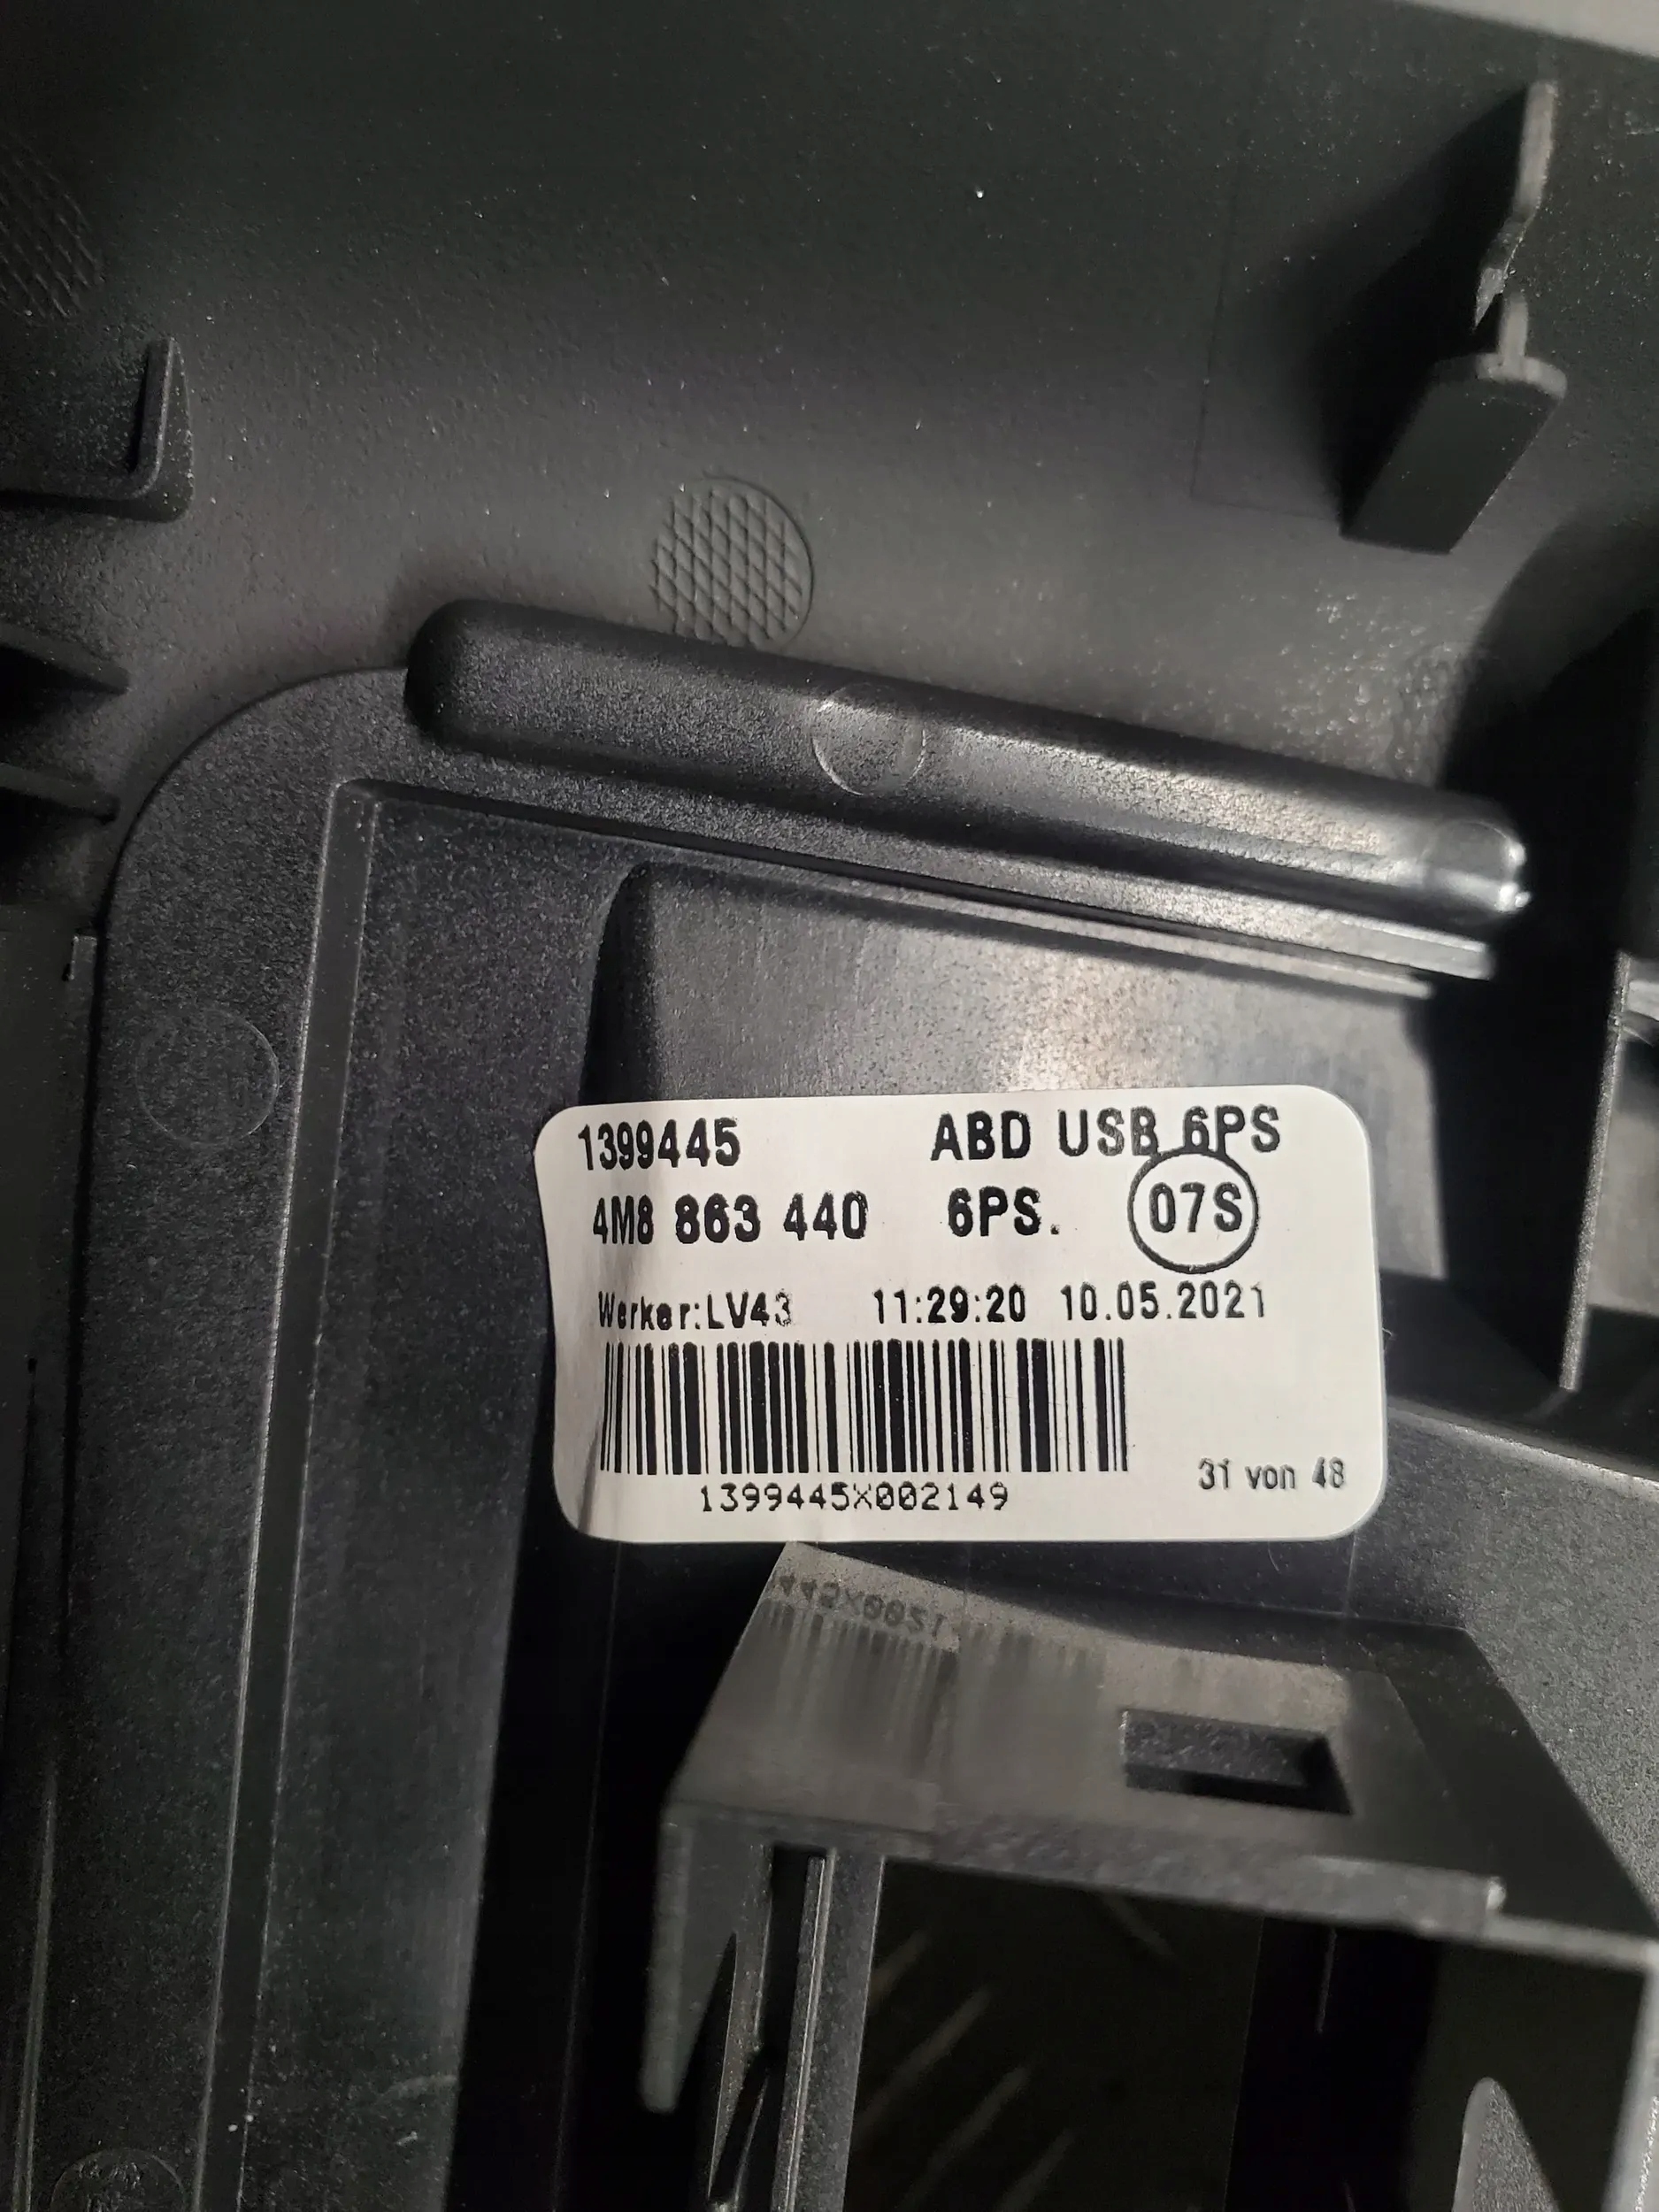 1399445 ABD USB 6PS
4M8 863 440 6PS. 07S
Werker:LV43 11:29:20 10.05.2021
1399445X002149
31 von 48